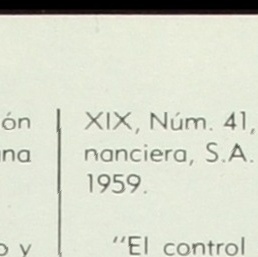 ón
na
o y
XIX, Núm. 41,
nanciera, S.A.
1959.
"El control